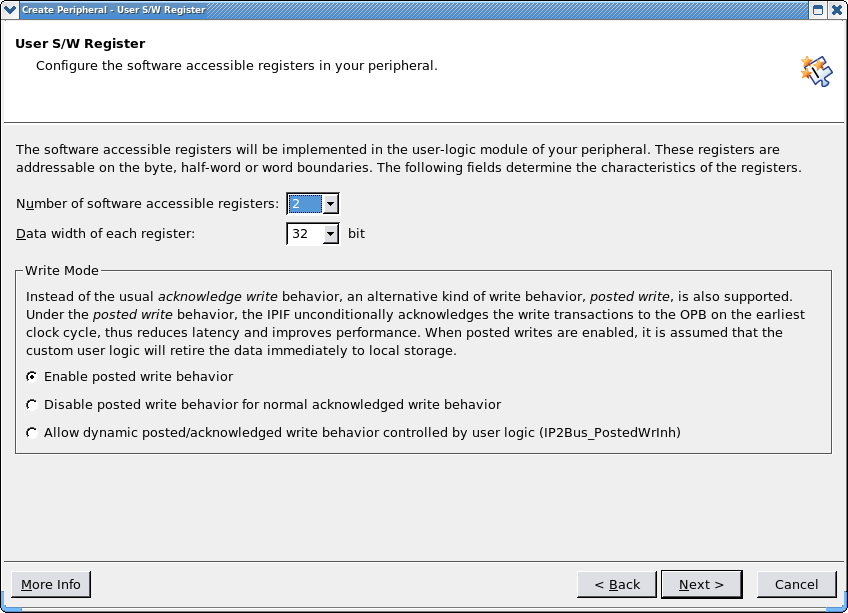 Create Peripheral - User S/W Register
User S/W Register
Configure the software accessible registers in your peripheral.
The software accessible registers will be implemented in the user-logic module of your peripheral. These registers are
addressable on the byte, half-word or word boundaries. The following fields determine the characteristics of the registers.
Number of software accessible registers: 2
Data width of each register: 32 bit
Write Mode
Instead of the usual acknowledge write behavior, an alternative kind of write behavior, posted write, is also supported.
Under the posted write behavior, the IPIF unconditionally acknowledges the write transactions to the OPB on the earliest
clock cycle, thus reduces latency and improves performance. When posted writes are enabled, it is assumed that the
custom user logic will retire the data immediately to local storage.
Enable posted write behavior
Disable posted write behavior for normal acknowledged write behavior
Allow dynamic posted/acknowledged write behavior controlled by user logic (IP2Bus_PostedWrInh)
More Info < Back Next > Cancel